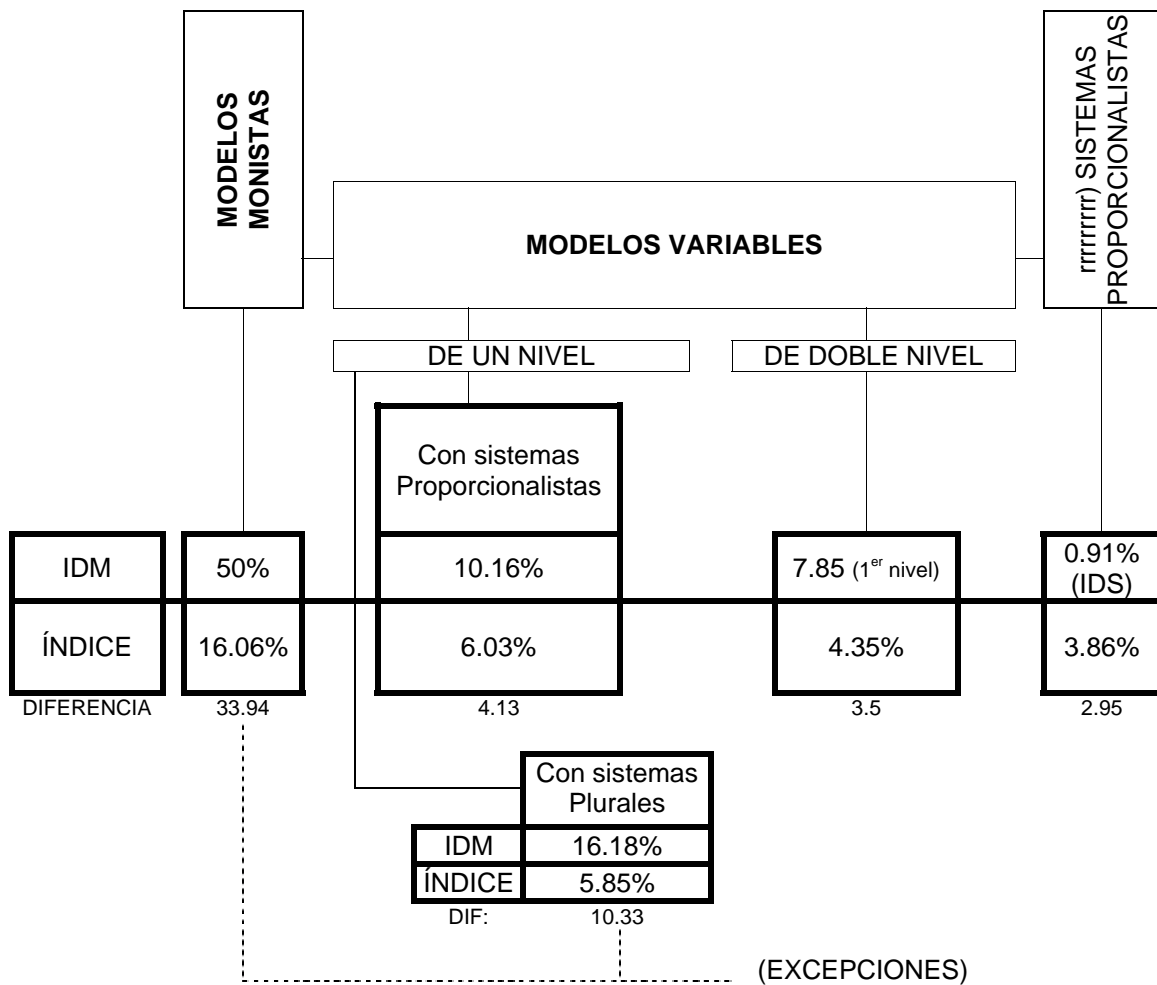 MODELOS
MONISTAS
MODELOS VARIABLES
rrrrrrrr) SISTEMAS
PROPORCIONALISTAS
DE UN NIVEL
DE DOBLE NIVEL
Con sistemas
Proporcionalistas
IDM
50%
10.16%
7.85 (1er nivel)
0.91%
(IDS)
ÍNDICE
16.06%
6.03%
4.35%
3.86%
DIFERENCIA
33.94
4.13
3.5
2.95
Con sistemas
Plurales
IDM
16.18%
ÍNDICE
5.85%
DIF:
10.33
(EXCEPCIONES)